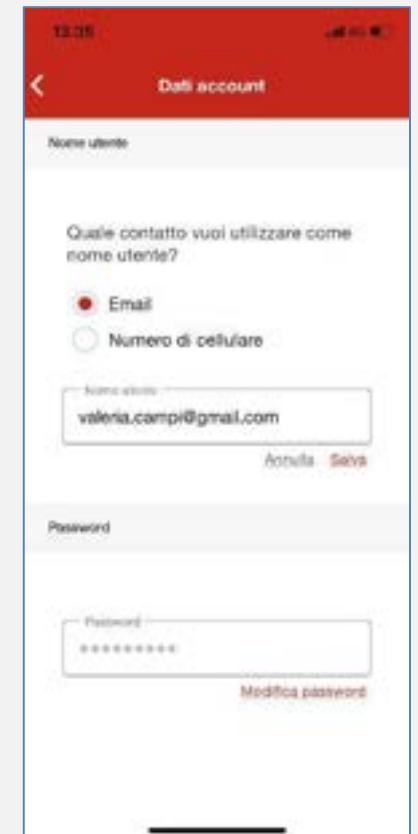 13:35
Dati account
Nome utente
Quale contatto vuoi utilizzare come
nome utente?
Email
Numero di cellulare
Nome utente
valeria.campi@gmail.com
Annulla Salva
Password
Password
*********
Modifica password